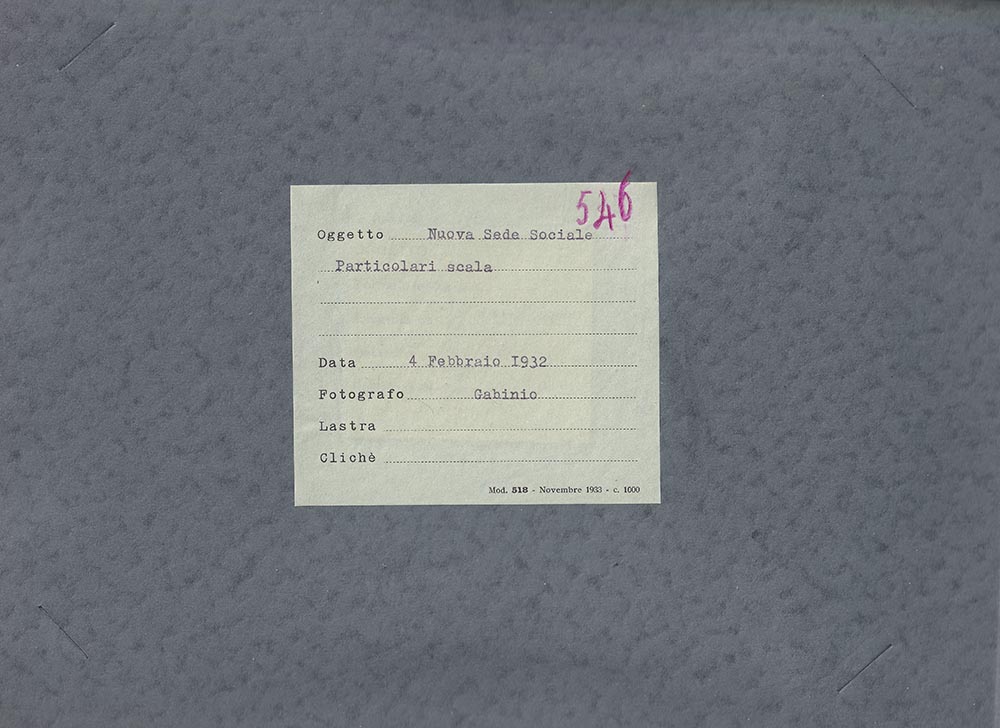 546
Oggetto Nuova Sede Sociale
Particolari scala
Data 4 Febbraio I932
Fotografo Gabinio
Lastra
Clichè
Mod. 518 - Novembre 1933 - c. 1000